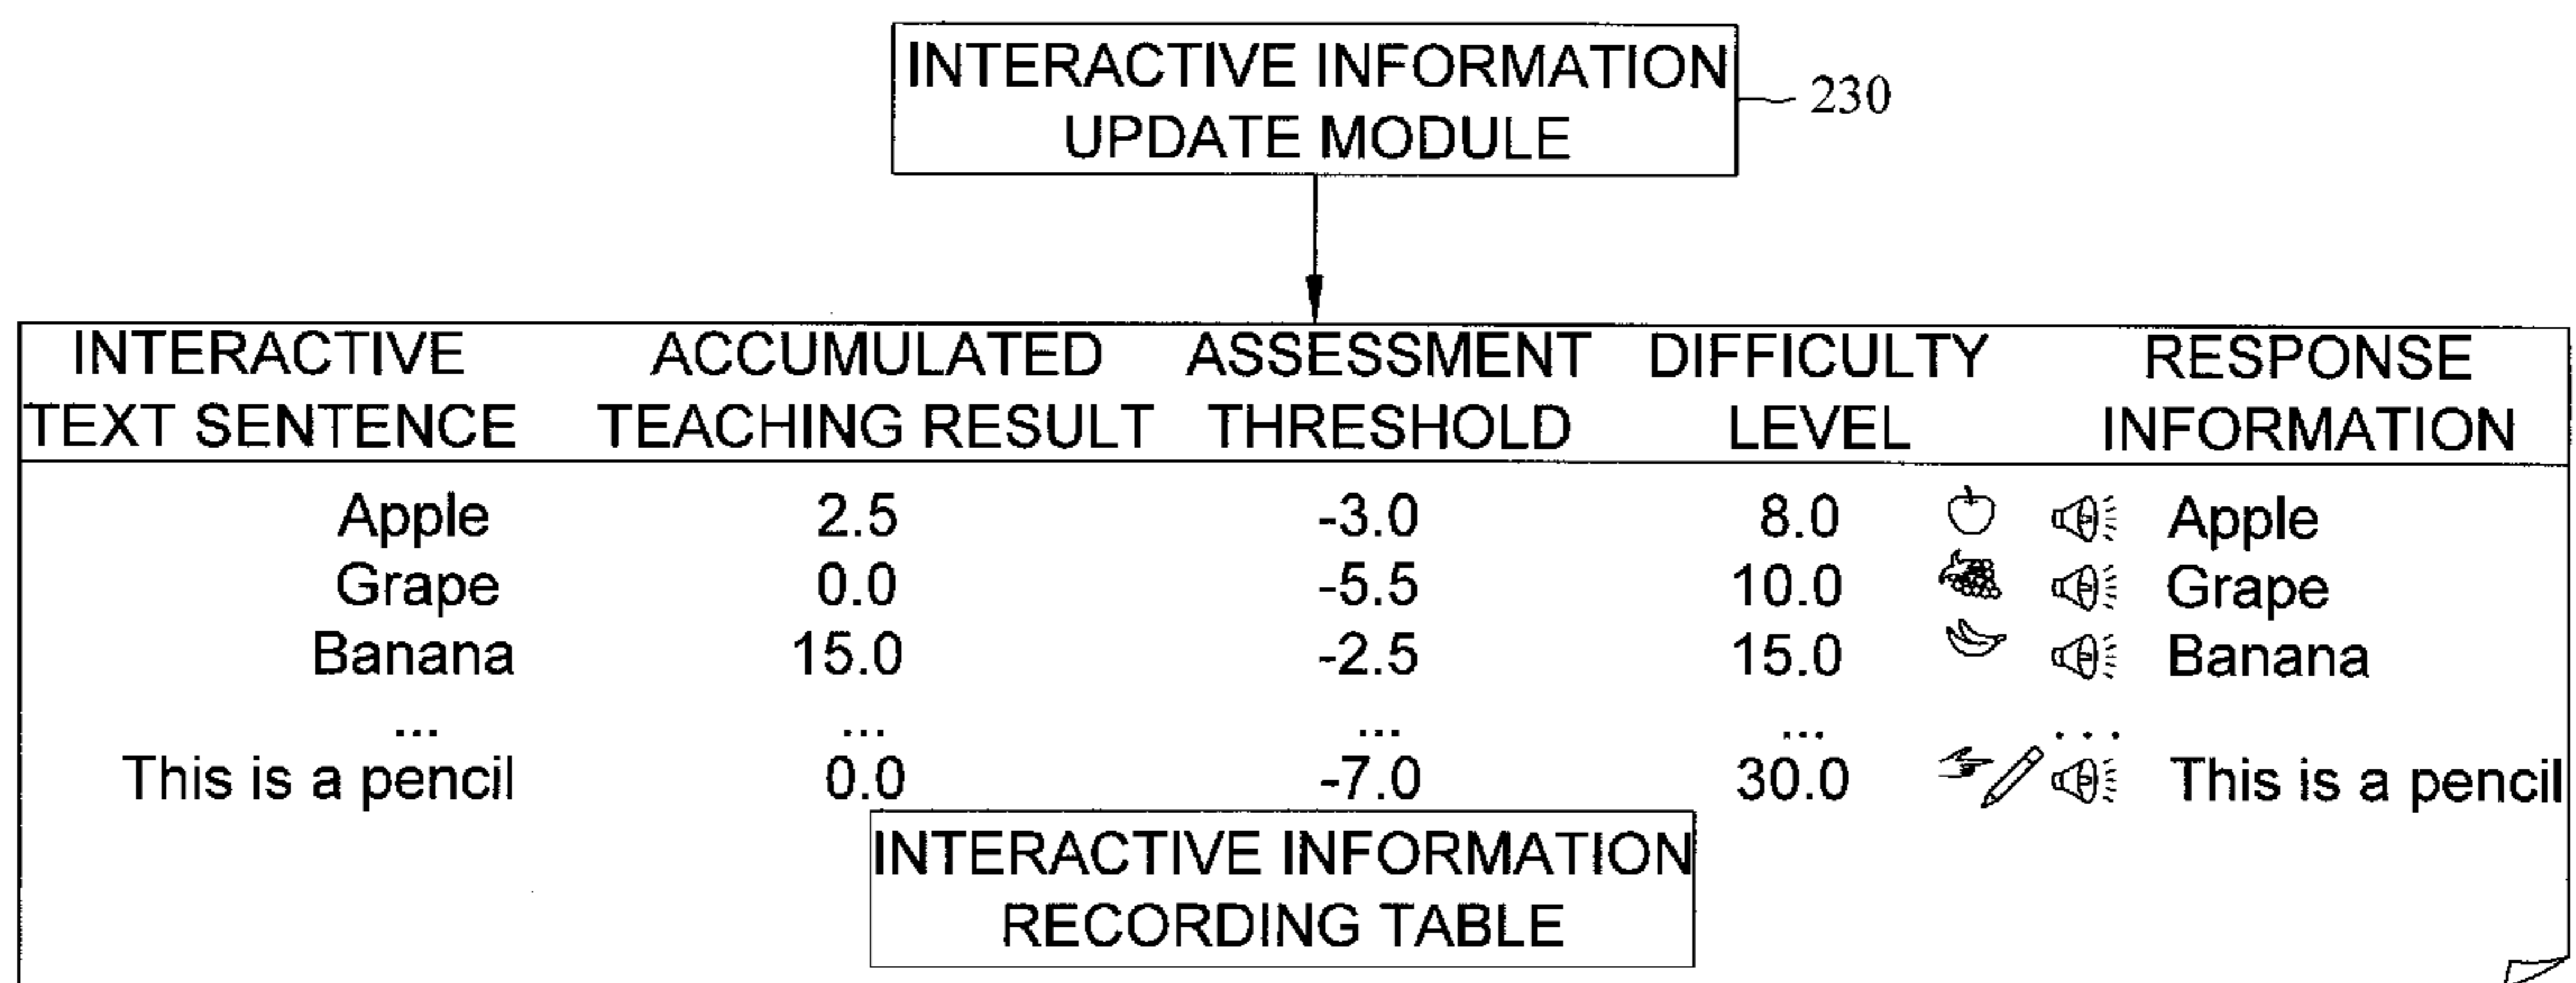 INTERACTIVE INFORMATION
UPDATE MODULE
230
INTERACTIVE ACCUMULATED ASSESSMENT DIFFICULTY RESPONSE
TEXT SENTENCE TEACHING RESULT THRESHOLD LEVEL INFORMATION
Apple 2.5 -3.0 8.0 Apple
Grape 0.0 -5.5 10.0 Grape
Banana 15.0 -2.5 15.0 Banana
... ... ... ... ...
This is a pencil 0.0 -7.0 30.0 This is a pencil
INTERACTIVE INFORMATION
RECORDING TABLE